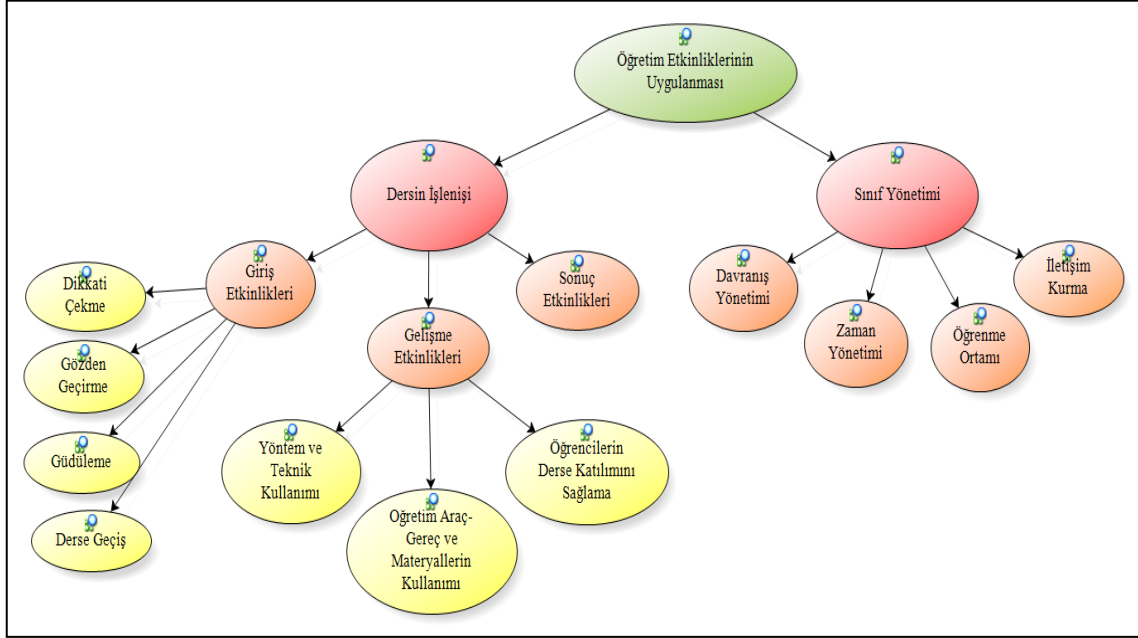 Öğretim Etkinliklerinin
Uygulanması
Dersin İşlenişi
Sınıf Yönetimi
Giriş
Etkinlikleri
Sonuç
Etkinlikleri
Davranış
Yönetimi
İletişim
Kurma
Dikkati
Çekme
Gelişme
Etkinlikleri
Zaman
Yönetimi
Öğrenme
Ortamı
Gözden
Geçirme
Güdüleme
Yöntem ve
Teknik
Kullanımı
Öğrencilerin
Derse Katılımını
Sağlama
Derse Geçiş
Öğretim Araç-
Gereç ve
Materyallerin
Kullanımı